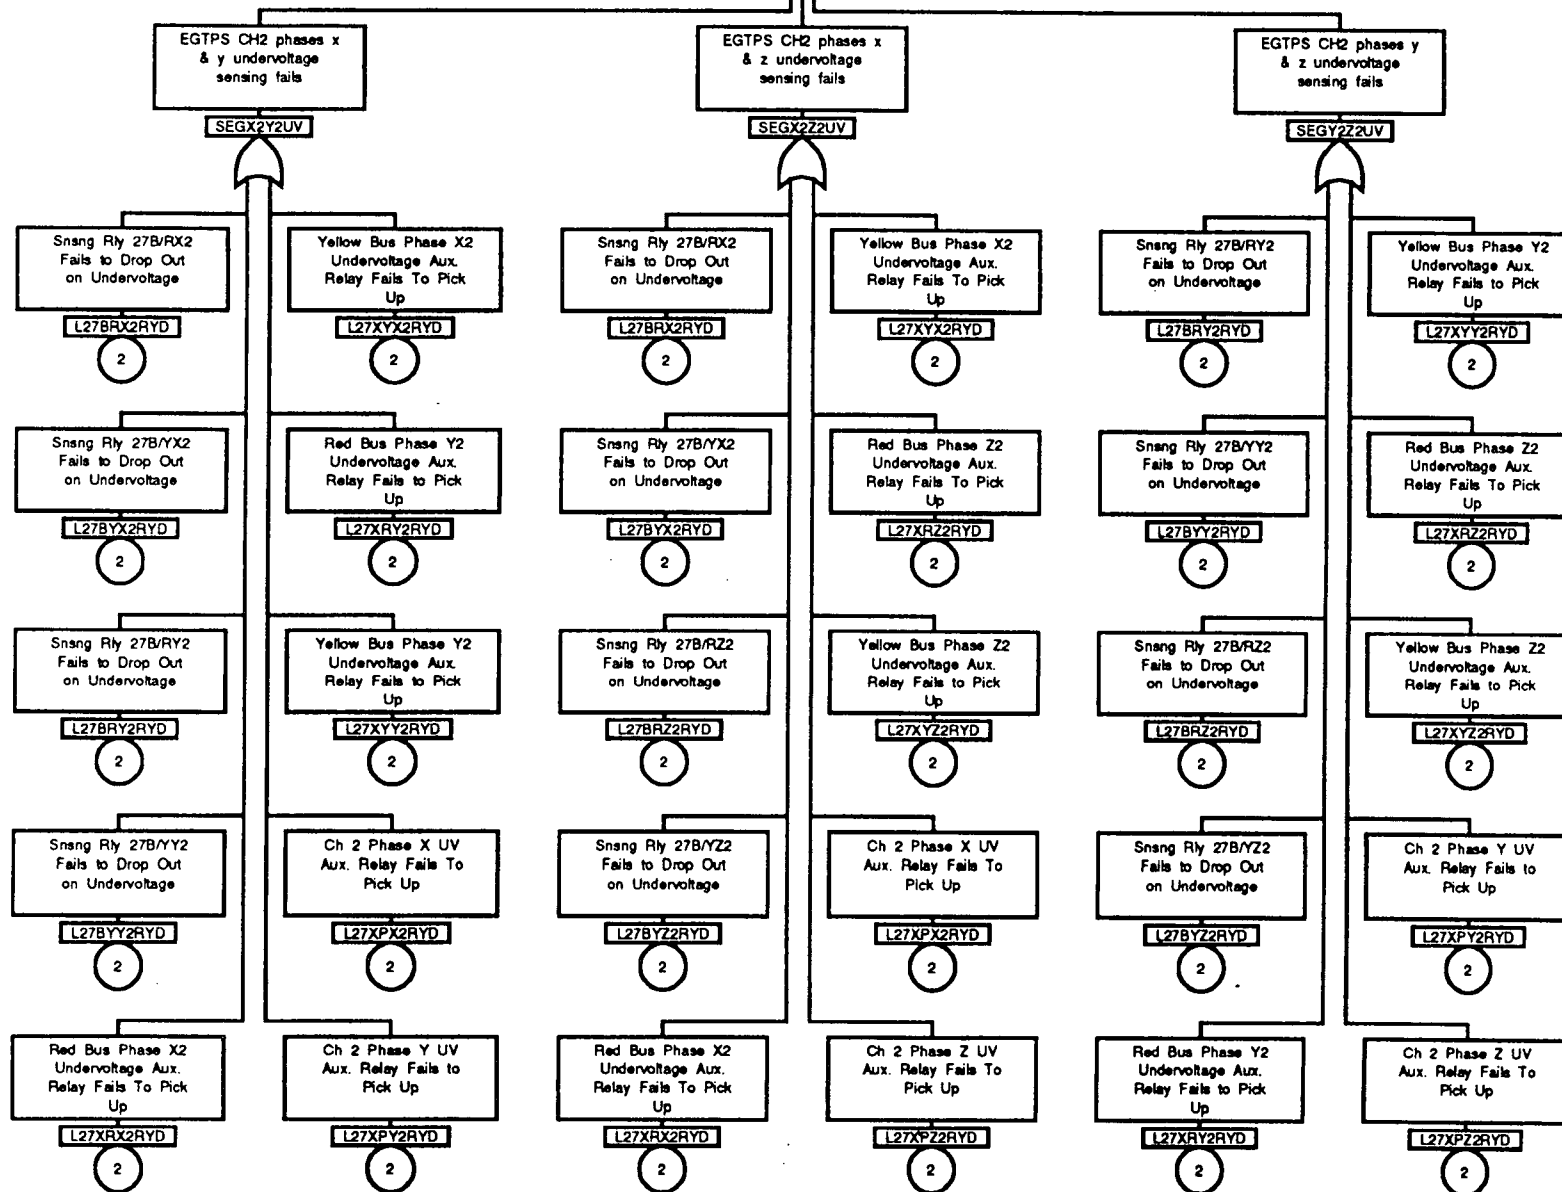 EGTPS CH2 phases x
& y undervoltage
sensing fails
SEGX2Y2UV
EGTPS CH2 phases x
& z undervoltage
sensing fails
SEGX2Z2UV
EGTPS CH2 phases y
& z undervoltage
sensing fails
SEGY2Z2UV
Snsng Rly 27B/RX2
Fails to Drop Out
on Undervoltage
L27BRX2RYD
2
Yellow Bus Phase X2
Undervoltage Aux.
Relay Fails To Pick
Up
L27XYX2RYD
2
Snsng Rly 27B/YX2
Fails to Drop Out
on Undervoltage
L27BYX2RYD
2
Red Bus Phase Y2
Undervoltage Aux.
Relay Fails to Pick
Up
L27XRY2RYD
2
Snsng Rly 27B/RY2
Fails to Drop Out
on Undervoltage
L27BRY2RYD
2
Yellow Bus Phase Y2
Undervoltage Aux.
Relay Fails to Pick
Up
L27XYY2RYD
2
Snsng Rly 27B/YY2
Fails to Drop Out
on Undervoltage
L27BYY2RYD
2
Ch 2 Phase X UV
Aux. Relay Fails To
Pick Up
L27XPX2RYD
2
Red Bus Phase X2
Undervoltage Aux.
Relay Fails To Pick
Up
L27XRX2RYD
2
Ch 2 Phase Y UV
Aux. Relay Fails to
Pick Up
L27XPY2RYD
2
Snsng Rly 27B/RX2
Fails to Drop Out
on Undervoltage
L27BRX2RYD
2
Yellow Bus Phase X2
Undervoltage Aux.
Relay Fails To Pick
Up
L27XYX2RYD
2
Snsng Rly 27B/YX2
Fails to Drop Out
on Undervoltage
L27BYX2RYD
2
Red Bus Phase Z2
Undervoltage Aux.
Relay Fails To Pick
Up
L27XRZ2RYD
2
Snsng Rly 27B/RZ2
Fails to Drop Out
on Undervoltage
L27BRZ2RYD
2
Yellow Bus Phase Z2
Undervoltage Aux.
Relay Fails to Pick
Up
L27XYZ2RYD
2
Snsng Rly 27B/YZ2
Fails to Drop Out
on Undervoltage
L27BYZ2RYD
2
Ch 2 Phase X UV
Aux. Relay Fails To
Pick Up
L27XPX2RYD
2
Red Bus Phase X2
Undervoltage Aux.
Relay Fails To Pick
Up
L27XRX2RYD
2
Ch 2 Phase Z UV
Aux. Relay Fails To
Pick Up
L27XPZ2RYD
2
Snsng Rly 27B/RY2
Fails to Drop Out
on Undervoltage
L27BRY2RYD
2
Yellow Bus Phase Y2
Undervoltage Aux.
Relay Fails to Pick
Up
L27XYY2RYD
2
Snsng Rly 27B/YY2
Fails to Drop Out
on Undervoltage
L27BYY2RYD
2
Red Bus Phase Z2
Undervoltage Aux.
Relay Fails To Pick
Up
L27XRZ2RYD
2
Snsng Rly 27B/RZ2
Fails to Drop Out
on Undervoltage
L27BRZ2RYD
2
Yellow Bus Phase Z2
Undervoltage Aux.
Relay Fails to Pick
Up
L27XYZ2RYD
2
Snsng Rly 27B/YZ2
Fails to Drop Out
on Undervoltage
L27BYZ2RYD
2
Ch 2 Phase Y UV
Aux. Relay Fails to
Pick Up
L27XPY2RYD
2
Red Bus Phase Y2
Undervoltage Aux.
Relay Fails to Pick
Up
L27XRY2RYD
2
Ch 2 Phase Z UV
Aux. Relay Fails To
Pick Up
L27XPZ2RYD
2